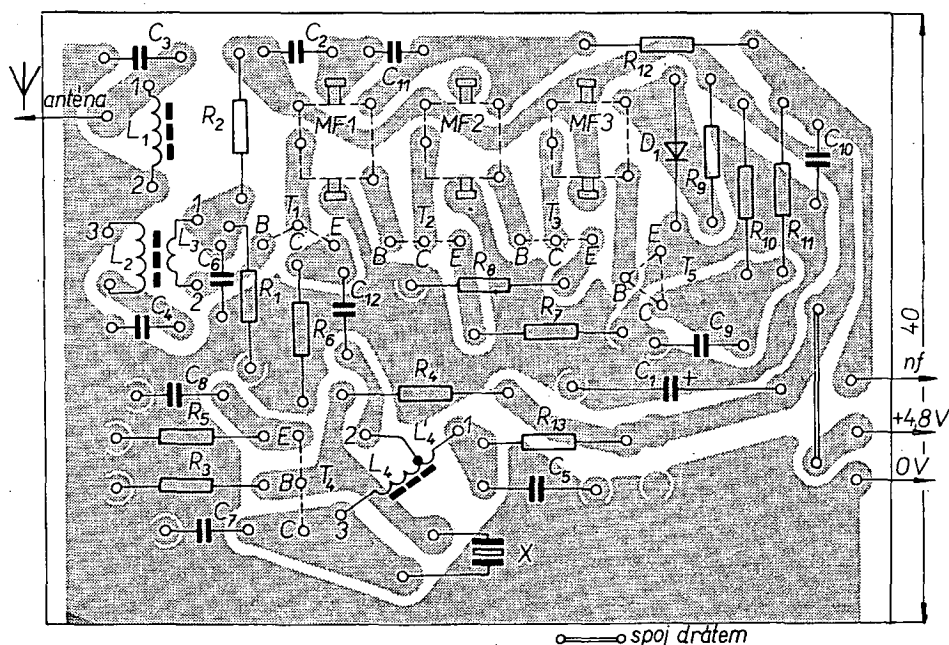 C3
C2
C11
R12
anténa
1
L1
2
R2
MF1
MF2
MF3
D1
R9
R10
R11
C10
3
L2
1
L3
2
C6
C4
R1
B
T1
C
E
B
T2
C
E
B
T3
C
E
E
B
C
T5
R6
C12
R8
R7
C9
C8
R4
C1
+
R5
R3
C7
E
B
T4
C
2
L4
L'4
1
3
R13
C5
X
40
nf
+4,8V
0V
spoj drátem